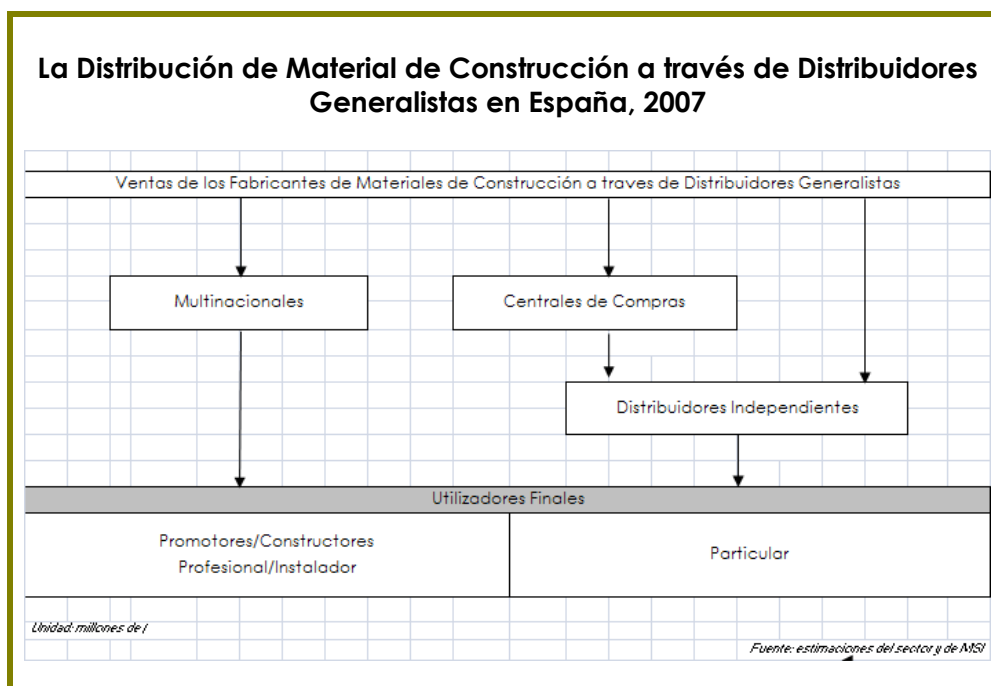 La Distribución de Material de Construcción a través de Distribuidores
Generalistas en España, 2007
Ventas de los Fabricantes de Materiales de Construcción a traves de Distribuidores Generalistas
Multinacionales
Centrales de Compras
Distribuidores Independientes
Utilizadores Finales
Promotores/Constructores
Profesional/Instalador
Particular
Unidad: millones de /
Fuente: estimaciones del sector y de MSI